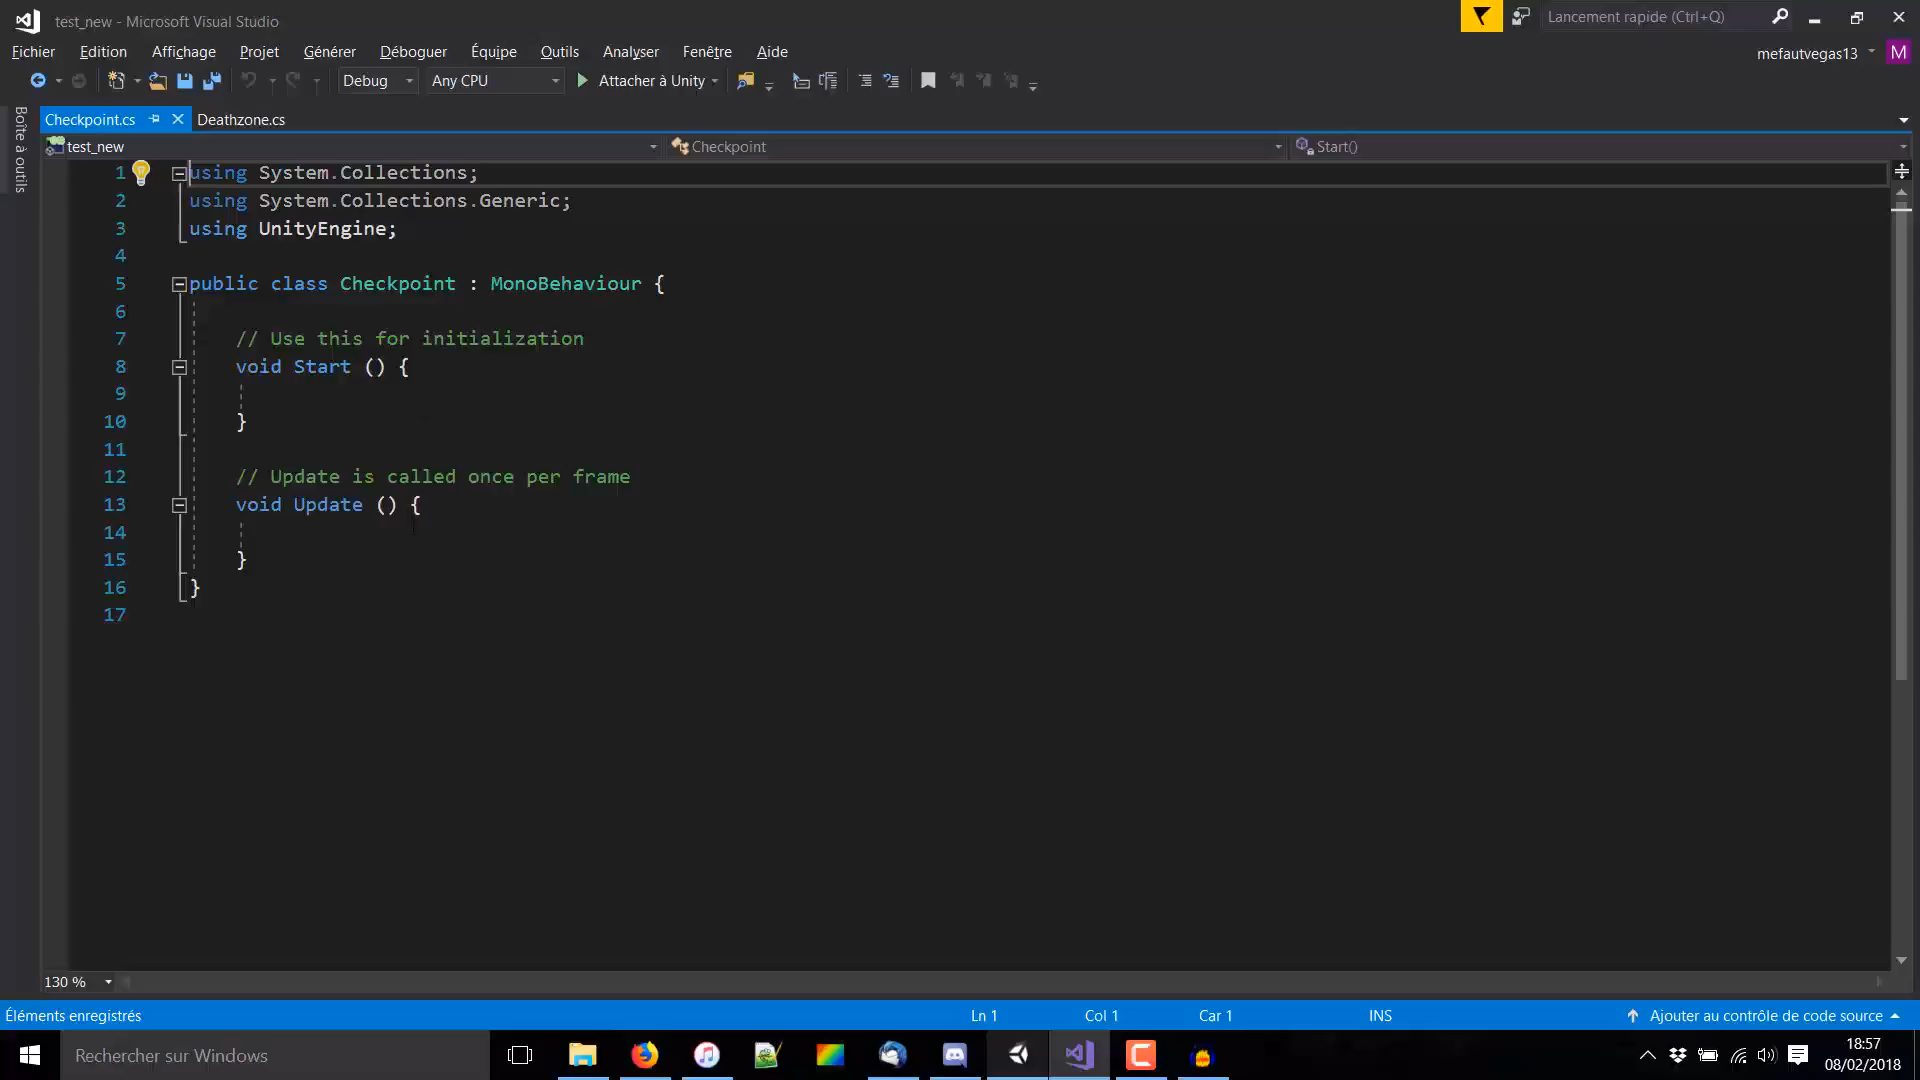 test_new - Microsoft Visual Studio
Lancement rapide (Ctrl+Q)
Fichier Edition Affichage Projet Générer Déboguer Équipe Outils Analyser Fenêtre Aide
mefautvegas13 M
Debug Any CPU Attacher à Unity
Boîte à outils
Checkpoint.cs Deathzone.cs
test_new Checkpoint Start()
1 using System.Collections;
2 using System.Collections.Generic;
3 using UnityEngine;
4
5 public class Checkpoint : MonoBehaviour {
6
7 // Use this for initialization
8 void Start () {
9
10 }
11
12 // Update is called once per frame
13 void Update () {
14
15 }
16 }
17
130 %
Éléments enregistrés Ln 1 Col 1 Car 1 INS Ajouter au contrôle de code source
Rechercher sur Windows
18:57
08/02/2018